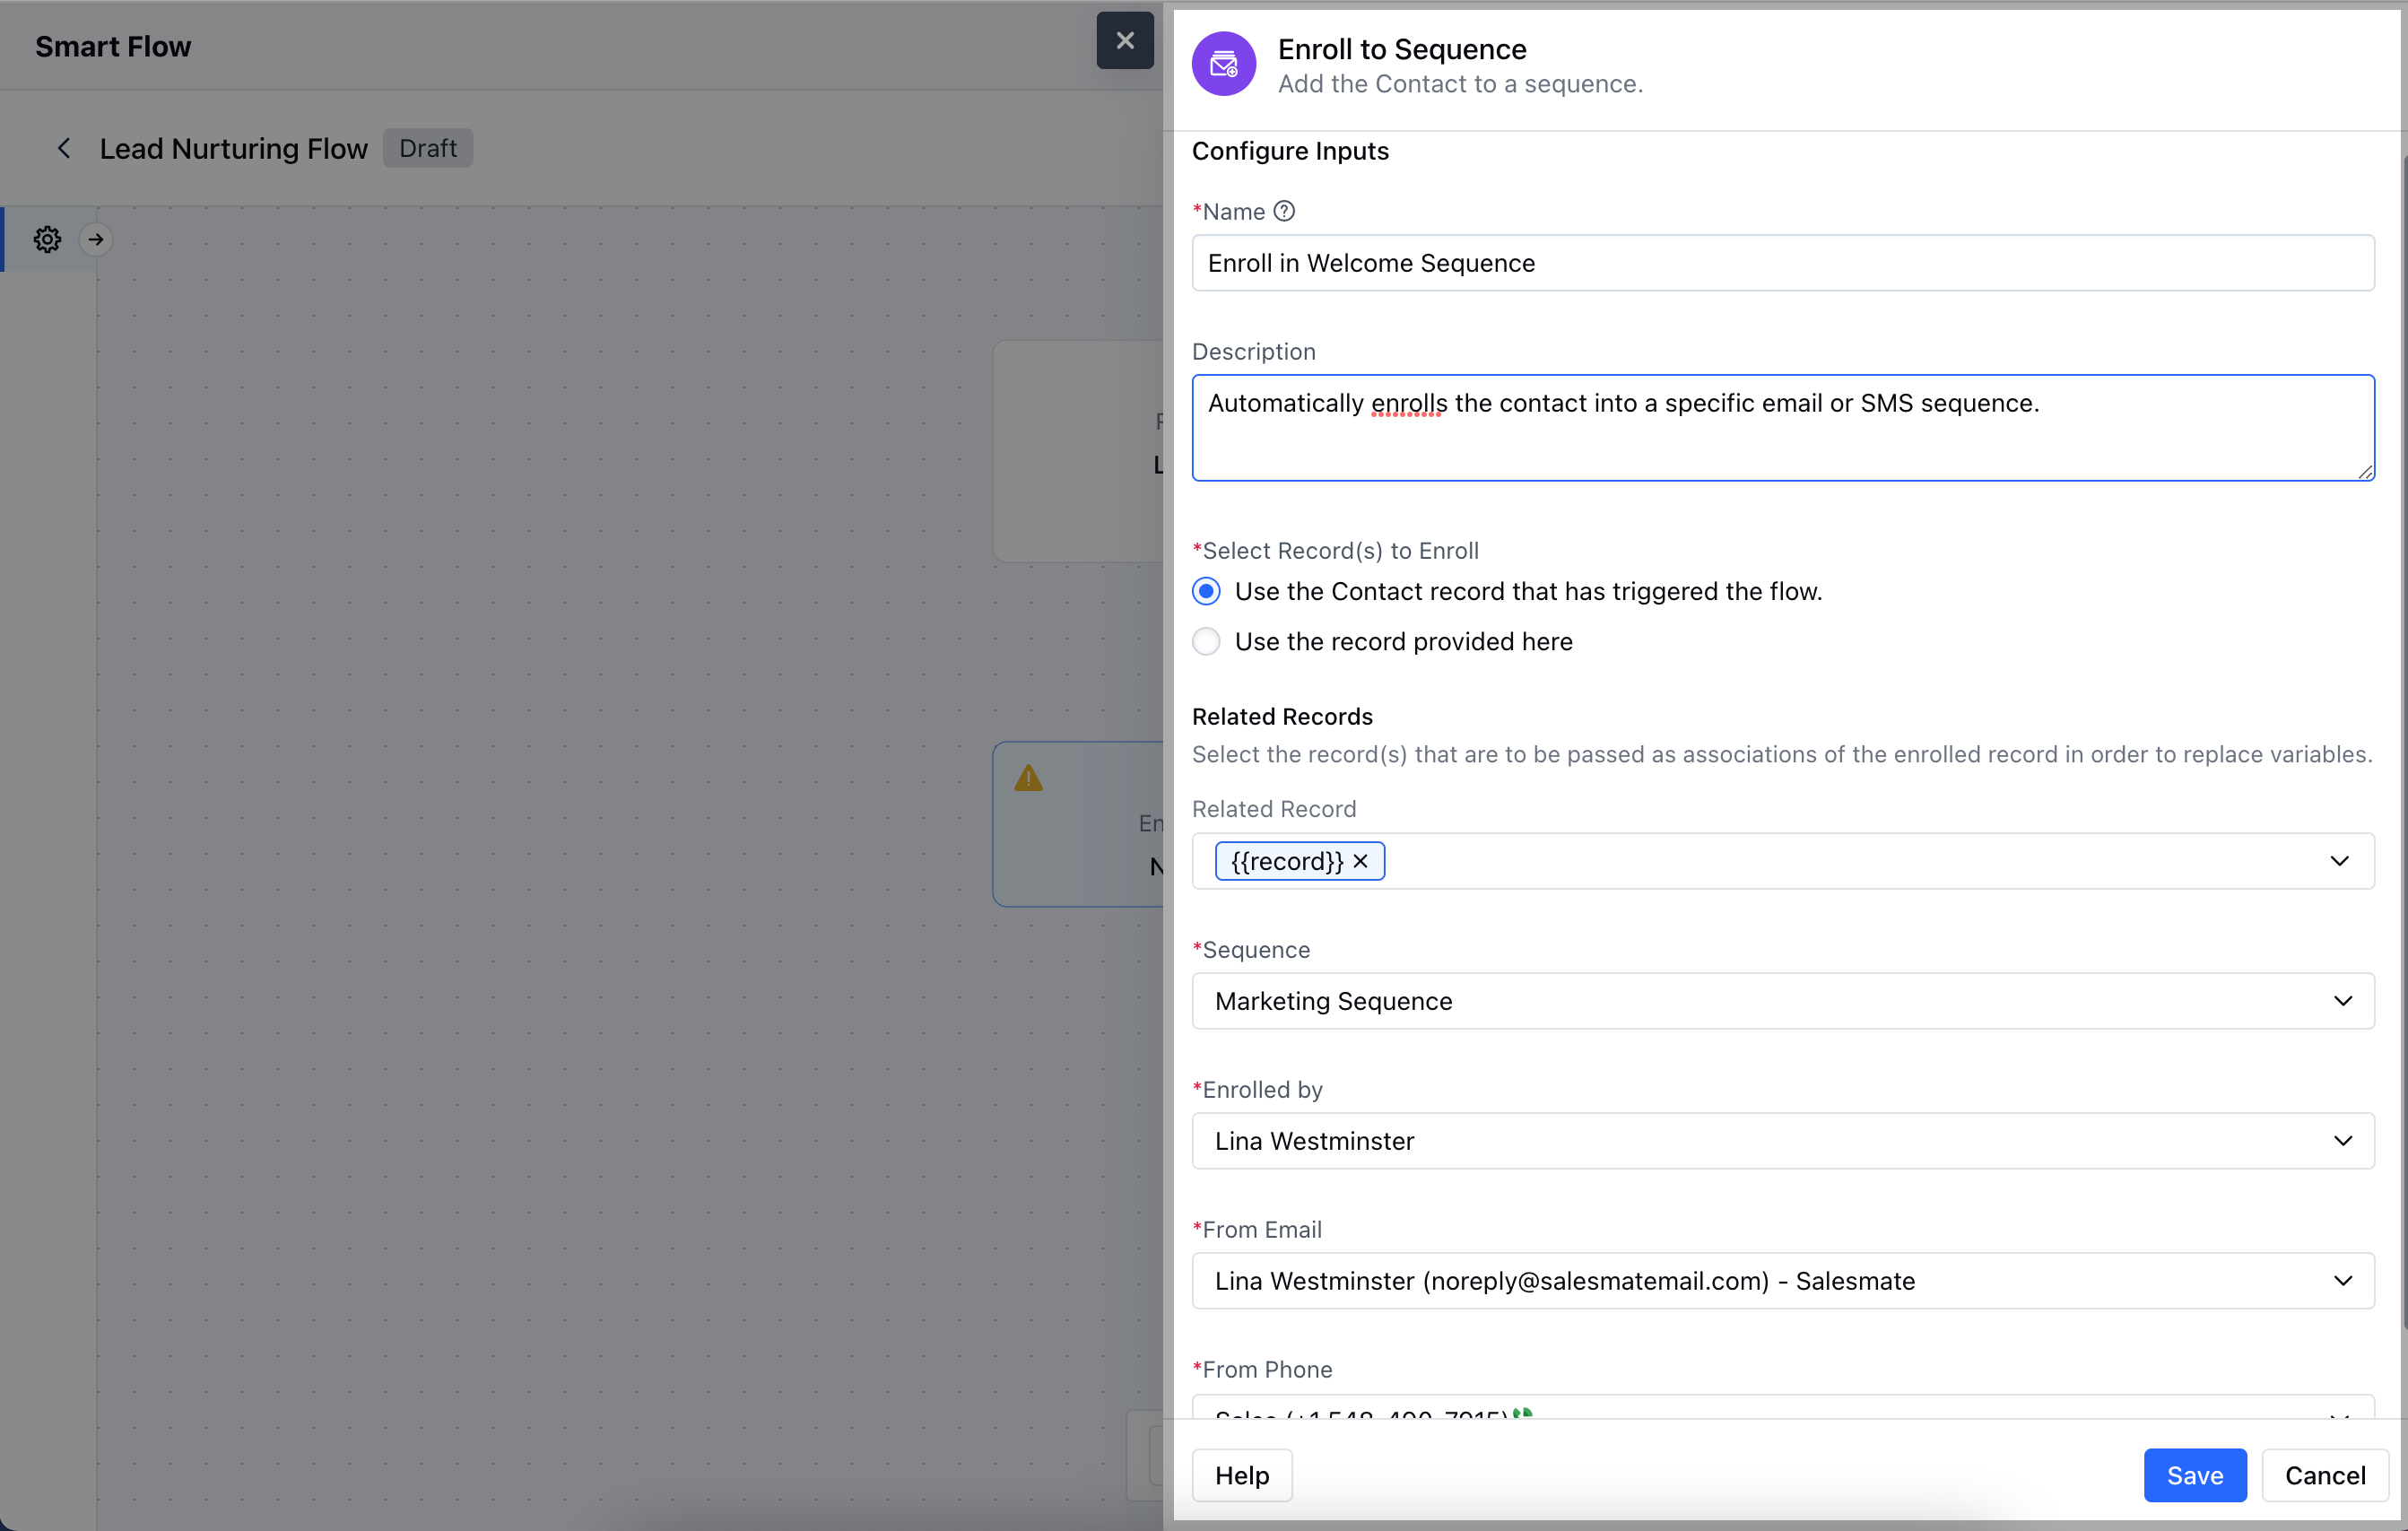 Smart Flow
Lead Nurturing Flow
Draft
Enroll to Sequence
Add the Contact to a sequence.
Configure Inputs
*Name
Enroll in Welcome Sequence
Description
Automatically enrolls the contact into a specific email or SMS sequence.
*Select Record(s) to Enroll
Use the Contact record that has triggered the flow.
Use the record provided here
Related Records
Select the record(s) that are to be passed as associations of the enrolled record in order to replace variables.
Related Record
{{record}}
*Sequence
Marketing Sequence
*Enrolled by
Lina Westminster
*From Email
Lina Westminster (noreply@salesmatemail.com) - Salesmate
*From Phone
Help
Save
Cancel